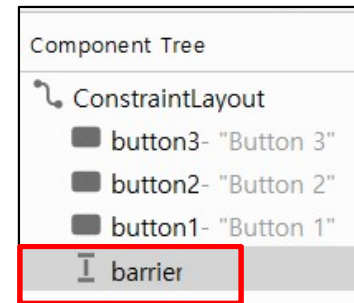 Component Tree
ConstraintLayout
button3- "Button 3"
button2- "Button 2"
button1- "Button 1"
barrier